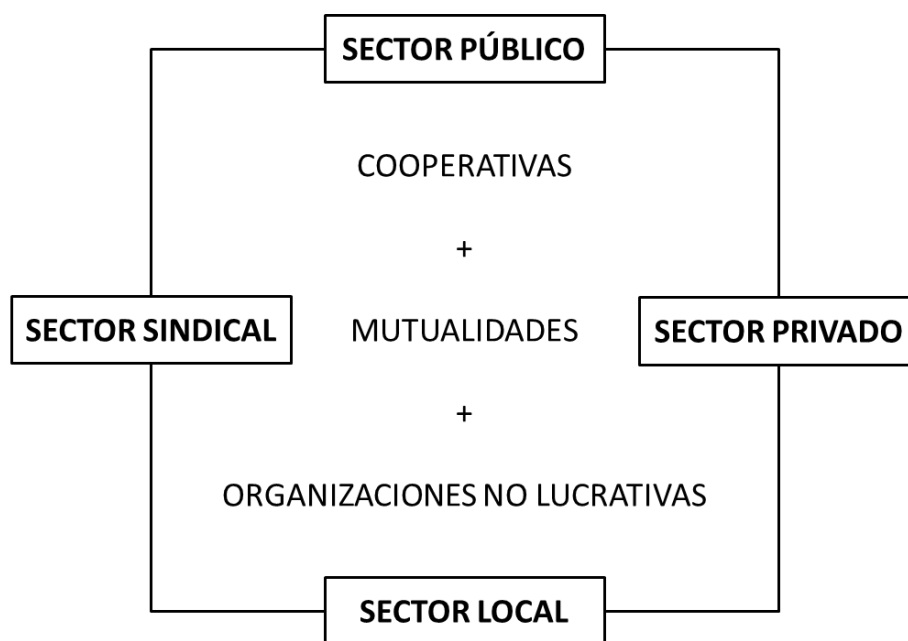 SECTOR PÚBLICO
COOPERATIVAS
+
SECTOR SINDICAL
MUTUALIDADES
SECTOR PRIVADO
+
ORGANIZACIONES NO LUCRATIVAS
SECTOR LOCAL